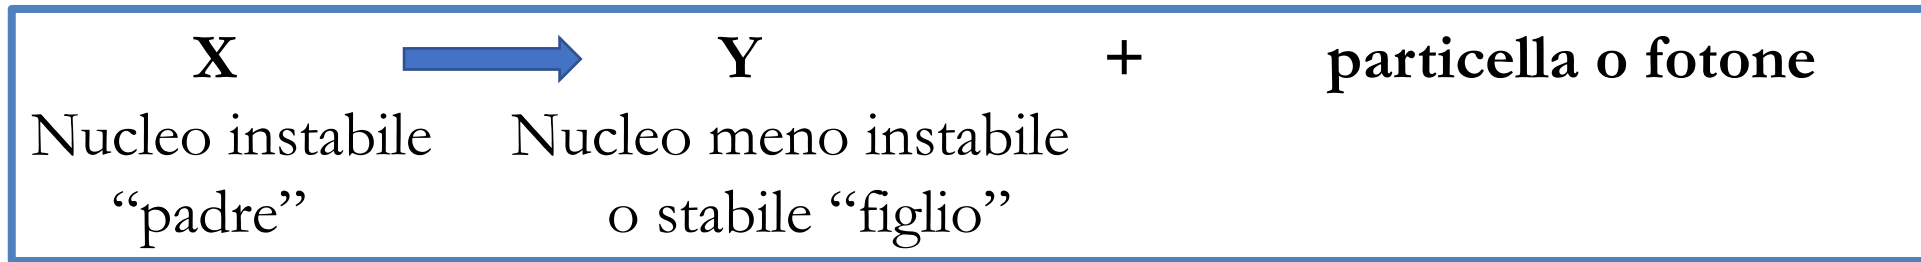 X Y + particella o fotone
Nucleo instabile Nucleo meno instabile
“padre” o stabile “figlio”